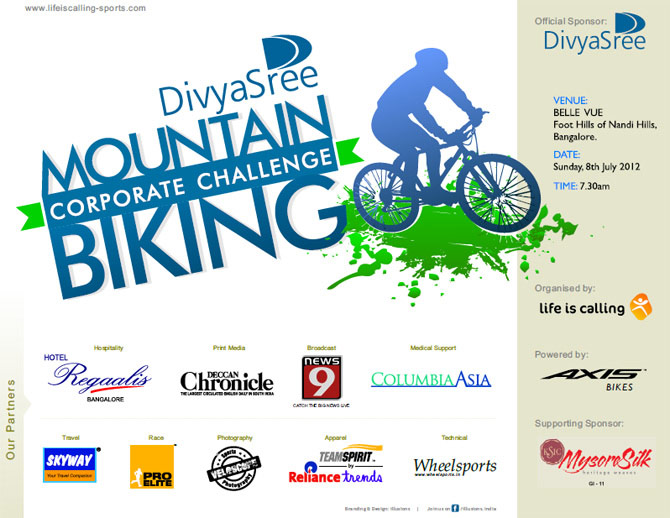 www.lifeiscalling-sports.com
DivyaSree
MOUNTAIN
CORPORATE CHALLENGE
BIKING
Official Sponsor:
DivyaSree
VENUE:
BELLE VUE
Foot Hills of Nandi Hills,
Bangalore.
DATE:
Sunday, 8th July 2012
TIME: 7.30am
Organised by:
life is calling
Powered by:
AXIS
BIKES
Supporting Sponsor:
KSIC
Mysore Silk
heritage weaves
GI - 11
Our Partners
Hospitality
HOTEL
Regaalis
BANGALORE
Print Media
DECCAN
Chronicle
THE LARGEST CIRCULATED ENGLISH DAILY IN SOUTH INDIA
Broadcast
news
9
CATCH THE BIG NEWS LIVE
Medical Support
COLUMBIA ASIA
Travel
SKYWAY
Your Travel Companion
Race
PRO
ELITE
Photography
Sports
VELOSCOPE
Photography
Apparel
TEAMSPIRIT
by
Reliance trends
Technical
Wheelsports
www.wheelsports.in
Branding & Design: Illusions | Join us on f /Illusions.India